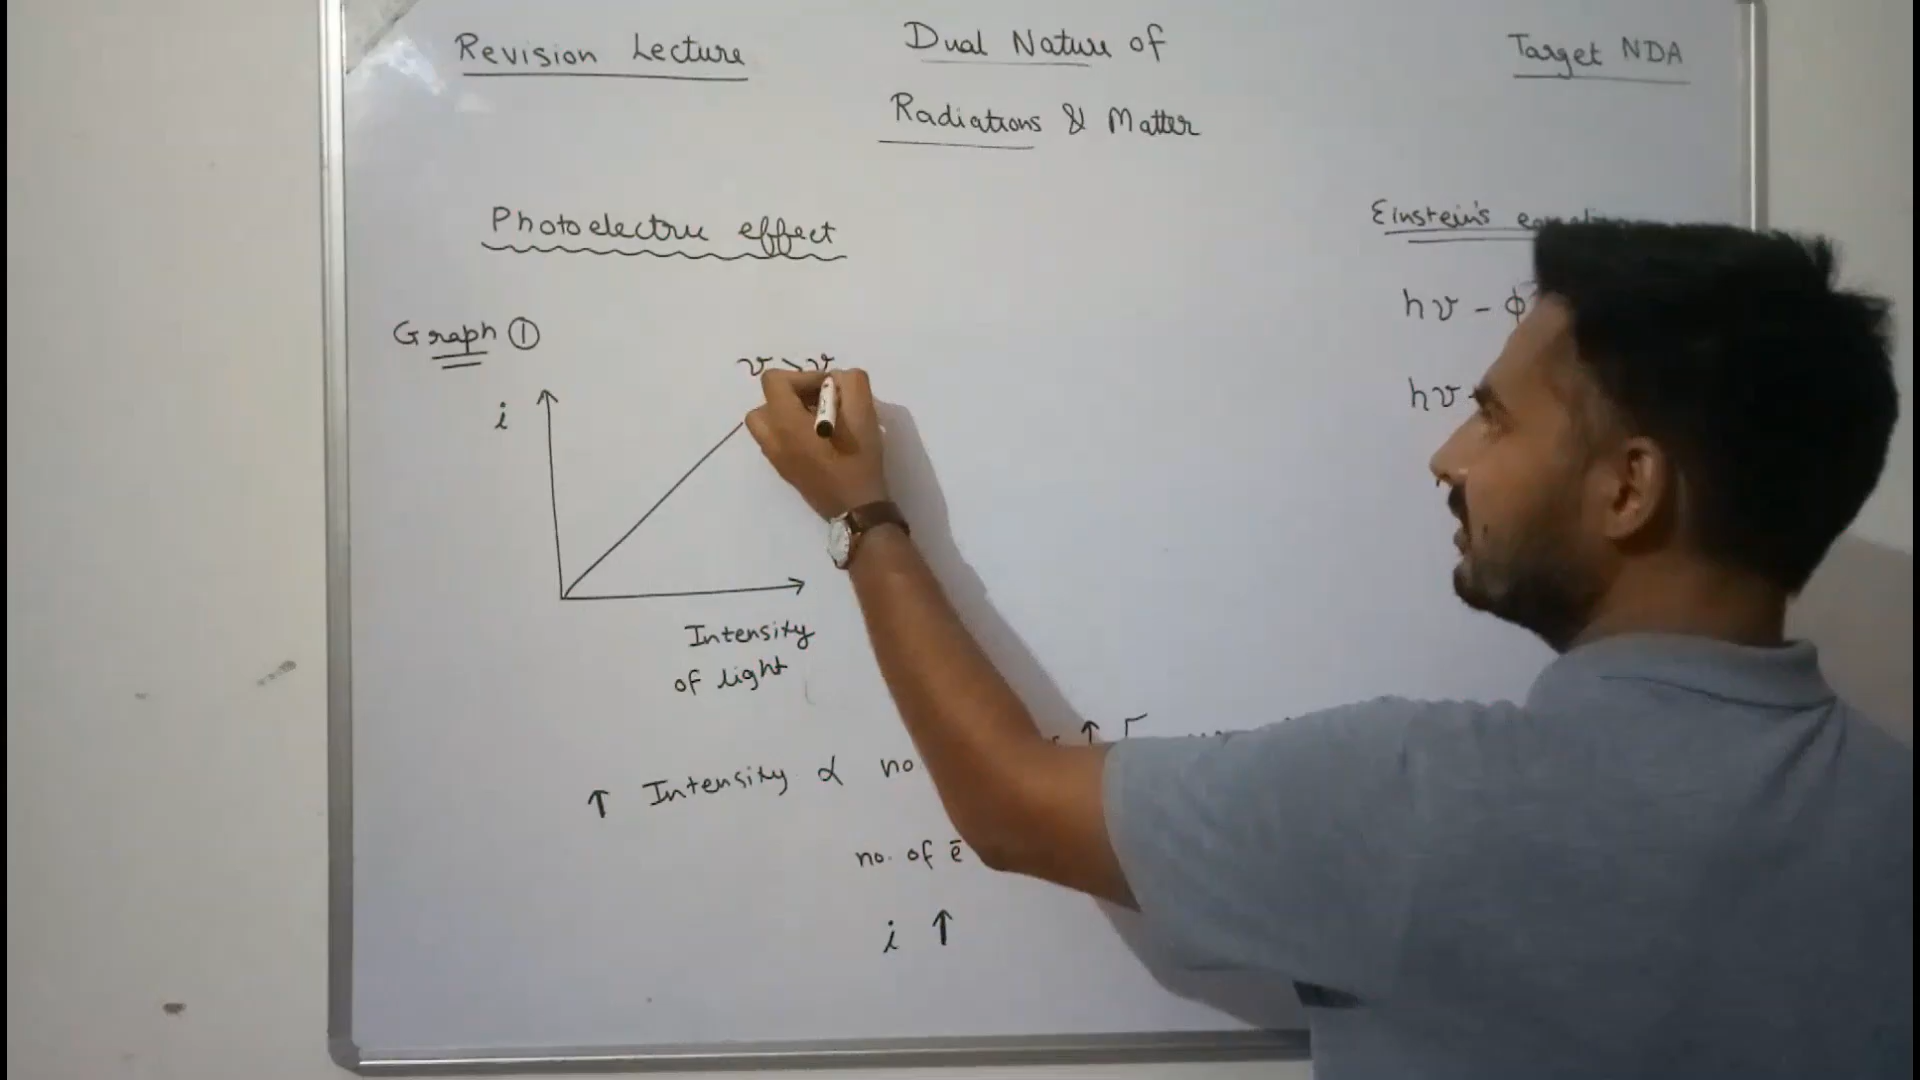 Revision Lecture
Dual Nature of
Radiations & Matter
Target NDA
Photoelectric effect
Einstein's
hν - ϕ
hν -
Graph ①
ν > ν
i
Intensity
of light
↑ Intensity ∝ no
↑
no. of ē
i ↑